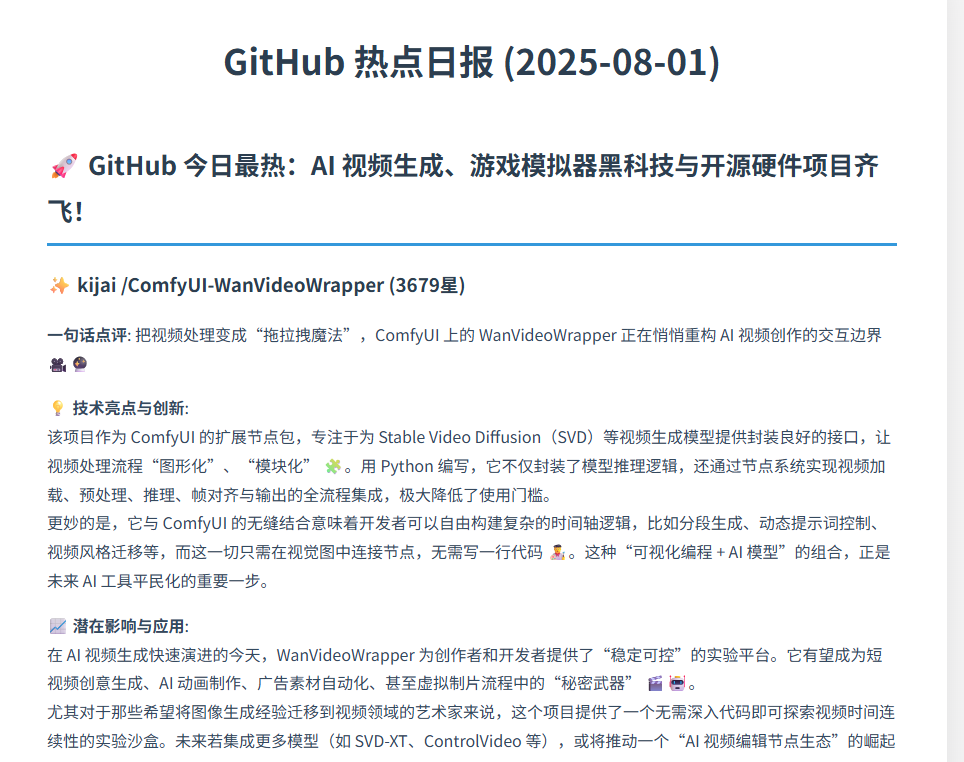 GitHub 热点日报 (2025-08-01)
🚀 GitHub 今日最热：AI 视频生成、游戏模拟器黑科技与开源硬件项目齐
飞！
✨ kijai /ComfyUI-WanVideoWrapper (3679星)
一句话点评: 把视频处理变成“拖拉拽魔法”，ComfyUI 上的 WanVideoWrapper 正在悄悄重构 AI 视频创作的交互边界
🎥 🔮
💡 技术亮点与创新:
该项目作为 ComfyUI 的扩展节点包，专注于为 Stable Video Diffusion（SVD）等视频生成模型提供封装良好的接口，让
视频处理流程“图形化”、“模块化” 🧩。用 Python 编写，它不仅封装了模型推理逻辑，还通过节点系统实现视频加
载、预处理、推理、帧对齐与输出的全流程集成，极大降低了使用门槛。
更妙的是，它与 ComfyUI 的无缝结合意味着开发者可以自由构建复杂的时间轴逻辑，比如分段生成、动态提示词控制、
视频风格迁移等，而这一切只需在视觉图中连接节点，无需写一行代码 👨‍🎨。这种“可视化编程 + AI 模型”的组合，正是
未来 AI 工具平民化的重要一步。
📈 潜在影响与应用:
在 AI 视频生成快速演进的今天，WanVideoWrapper 为创作者和开发者提供了“稳定可控”的实验平台。它有望成为短
视频创意生成、AI 动画制作、广告素材自动化、甚至虚拟制片流程中的“秘密武器” 🎬 🤖。
尤其对于那些希望将图像生成经验迁移到视频领域的艺术家来说，这个项目提供了一个无需深入代码即可探索视频时间连
续性的实验沙盒。未来若集成更多模型（如 SVD-XT、ControlVideo 等），或将推动一个“AI 视频编辑节点生态”的崛起